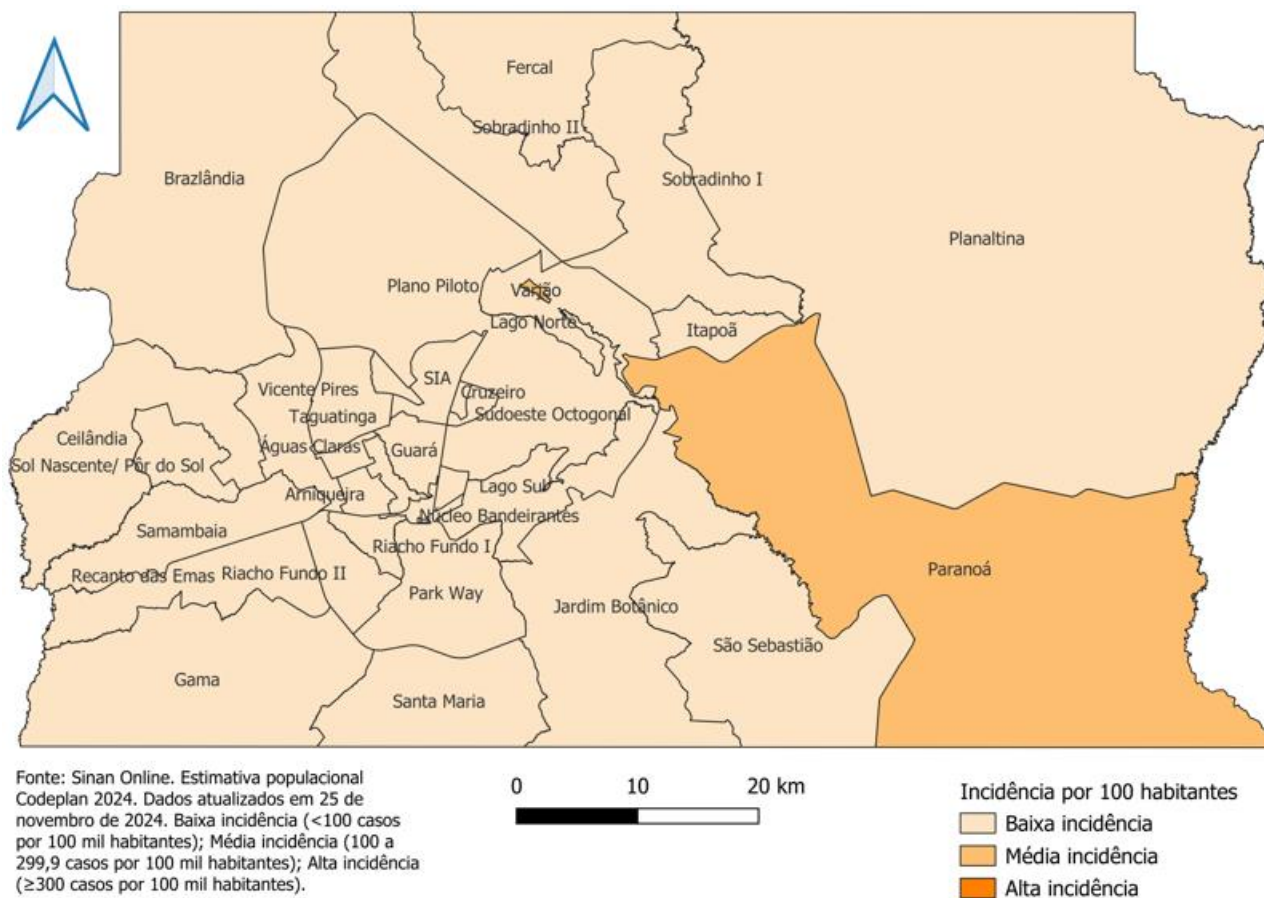 Fercal
Sobradinho II
Brazlândia
Sobradinho I
Planaltina
Plano Piloto
Varjão
Lago Norte
Itapoã
SIA
Vicente Pires
Cruzeiro
Taguatinga
Sudoeste Octogonal
Ceilândia
Águas Claras
Guará
Sol Nascente/ Pôr do Sol
Lago Sul
Arniqueira
Núcleo Bandeirantes
Samambaia
Riacho Fundo I
Recanto das Emas
Riacho Fundo II
Paranoá
Park Way
Jardim Botânico
São Sebastião
Gama
Santa Maria
Fonte: Sinan Online. Estimativa populacional
Codeplan 2024. Dados atualizados em 25 de
novembro de 2024. Baixa incidência (<100 casos
por 100 mil habitantes); Média incidência (100 a
299,9 casos por 100 mil habitantes); Alta incidência
(≥300 casos por 100 mil habitantes).
0 10 20 km
Incidência por 100 habitantes
Baixa incidência
Média incidência
Alta incidência